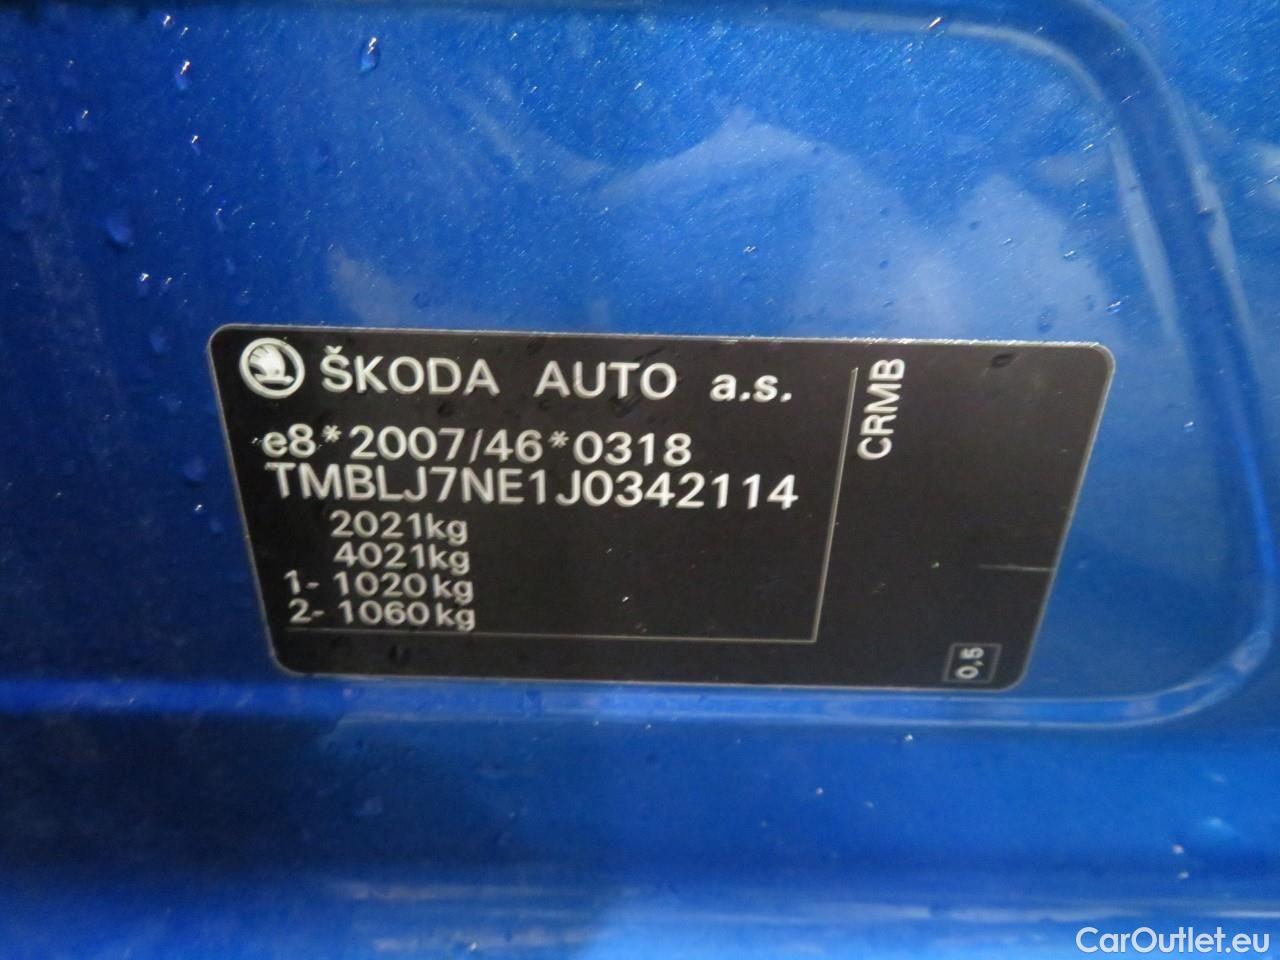 ŠKODA AUTO a.s.
e8*2007/46*0318
TMBLJ7NE1J0342114
2021kg
4021kg
1- 1020kg
2- 1060kg
CRMB
0,5
CarOutlet.eu